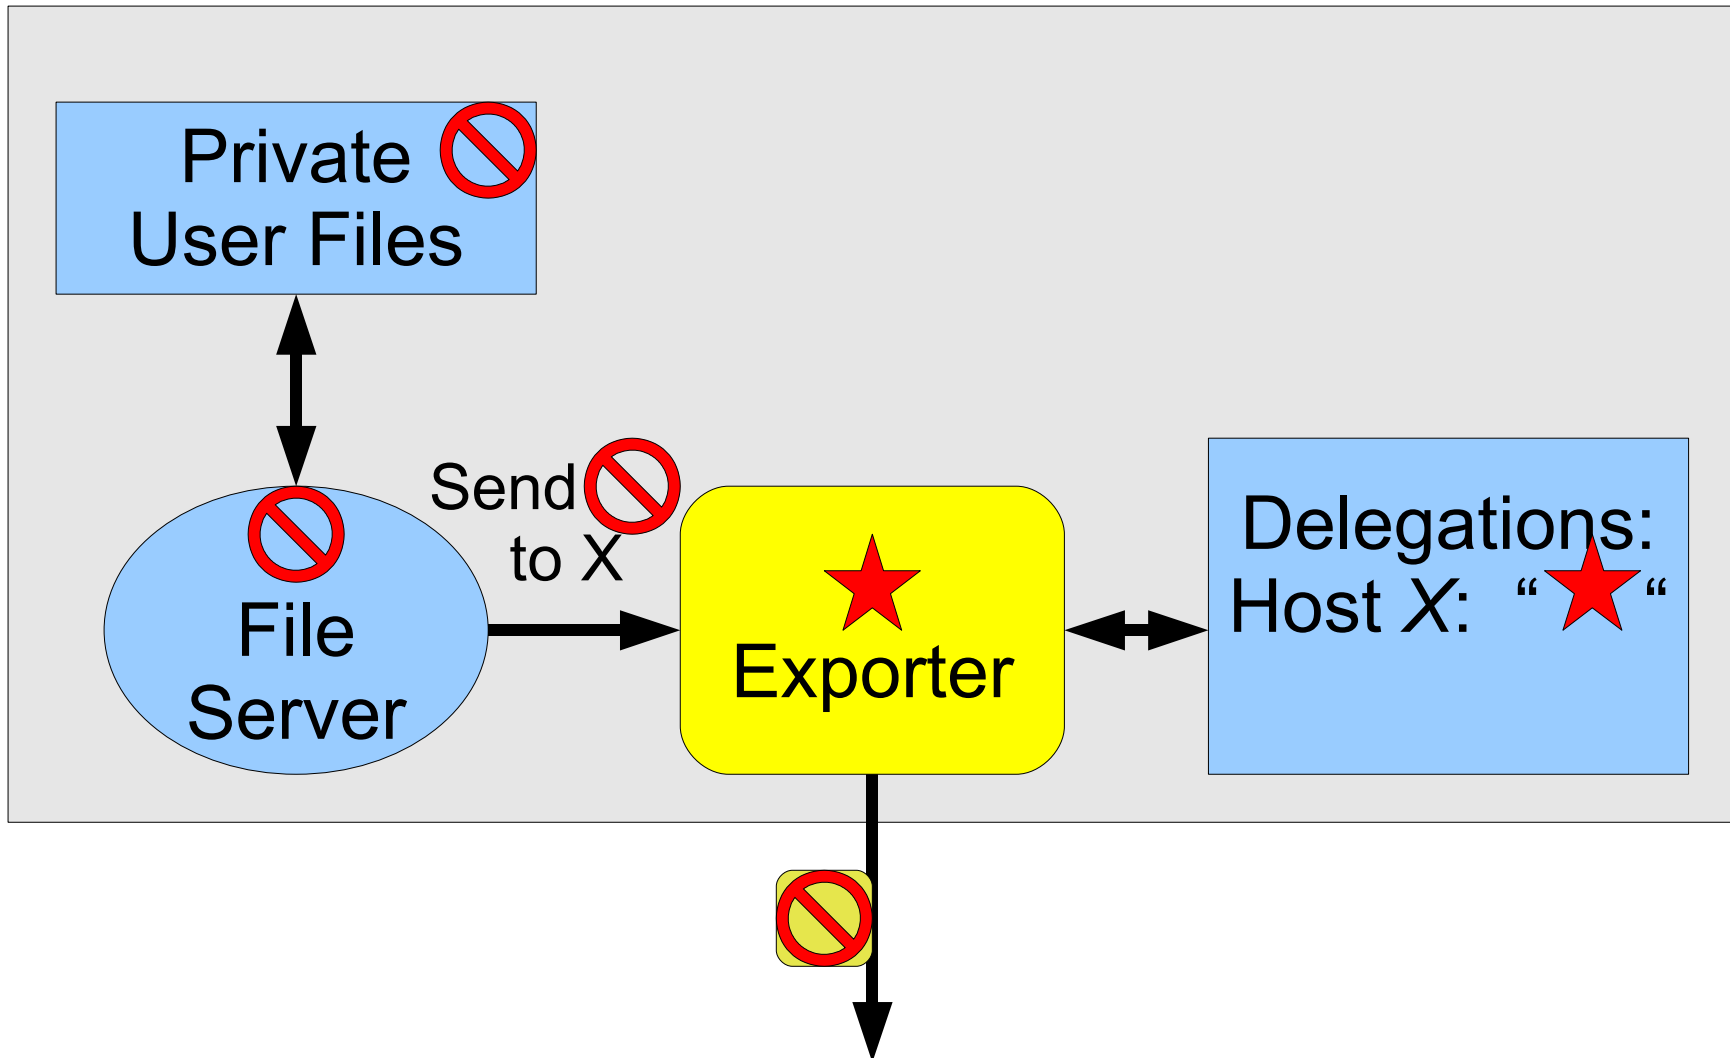 Private
User Files
Send
to X
File
Server
Exporter
Delegations:
Host X: “ “